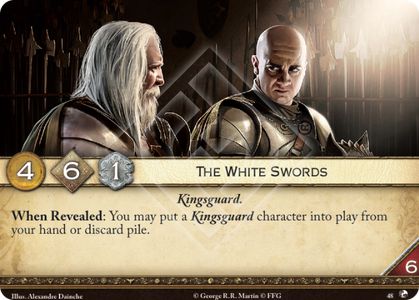 4 6 1 The White Swords
Kingsguard.
When Revealed: You may put a Kingsguard character into play from
your hand or discard pile.
6
Illus. Alexandre Dainche © George R.R. Martin © FFG 48